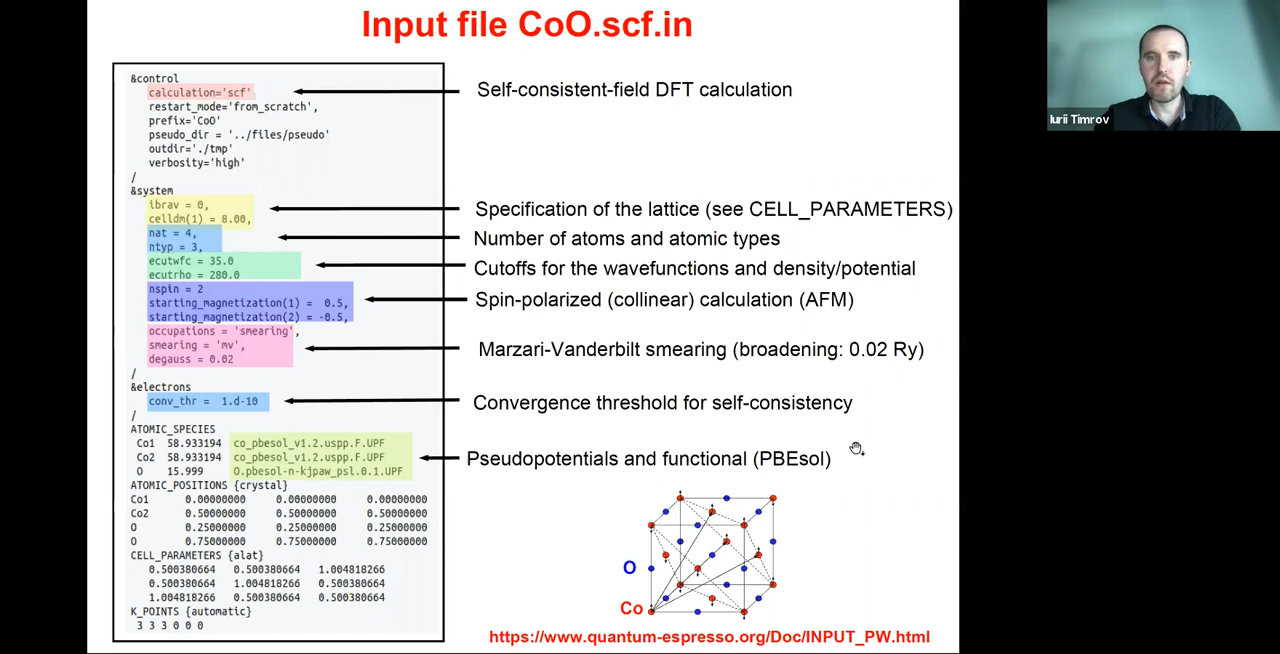 Input file CoO.scf.in
&control
calculation='scf'
restart_mode='from_scratch',
prefix='CoO'
pseudo_dir = '../files/pseudo'
outdir='./tmp'
verbosity='high'
/
&system
ibrav = 0,
celldm(1) = 8.00,
nat = 4,
ntyp = 3,
ecutwfc = 35.0
ecutrho = 280.0
nspin = 2
starting_magnetization(1) = 0.5,
starting_magnetization(2) = -0.5,
occupations = 'smearing',
smearing = 'mv',
degauss = 0.02
/
&electrons
conv_thr = 1.d-10
/
ATOMIC_SPECIES
Co1 58.933194 co_pbesol_v1.2.uspp.F.UPF
Co2 58.933194 co_pbesol_v1.2.uspp.F.UPF
O 15.999 O.pbesol-n-kjpaw_psl.0.1.UPF
ATOMIC_POSITIONS {crystal}
Co1 0.00000000 0.00000000 0.00000000
Co2 0.50000000 0.50000000 0.50000000
O 0.25000000 0.25000000 0.25000000
O 0.75000000 0.75000000 0.75000000
CELL_PARAMETERS {alat}
0.500380664 0.500380664 1.004818266
0.500380664 1.004818266 0.500380664
1.004818266 0.500380664 0.500380664
K_POINTS {automatic}
3 3 3 0 0 0
Self-consistent-field DFT calculation
Specification of the lattice (see CELL_PARAMETERS)
Number of atoms and atomic types
Cutoffs for the wavefunctions and density/potential
Spin-polarized (collinear) calculation (AFM)
Marzari-Vanderbilt smearing (broadening: 0.02 Ry)
Convergence threshold for self-consistency
Pseudopotentials and functional (PBEsol)
O
Co
https://www.quantum-espresso.org/Doc/INPUT_PW.html
Iurii Timrov